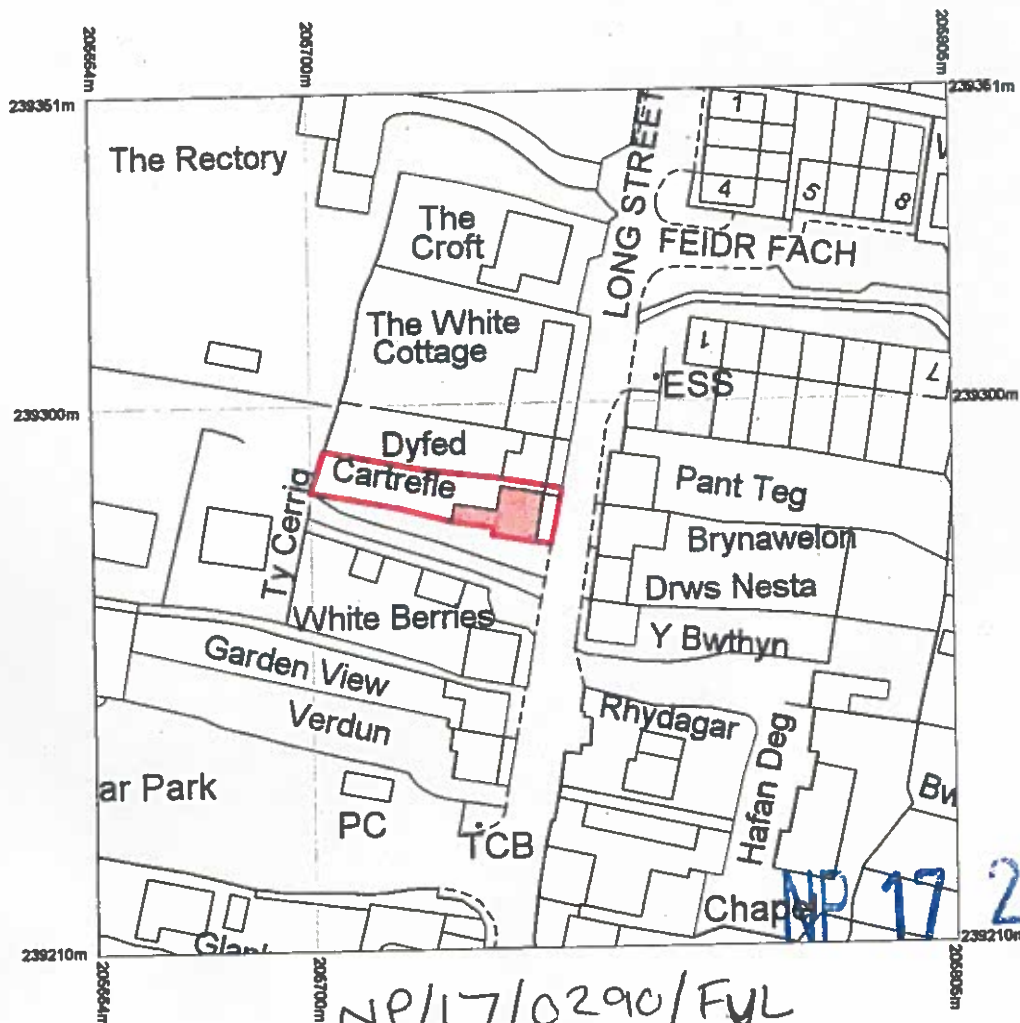 205664m
205700m
205805m
239351m
239351m
The Rectory
LONG STREET
1
4
5
8
The
Croft
FEIDR FACH
The White
Cottage
1
7
ESS
239300m
239300m
Dyfed
Cartrefle
Pant Teg
Ty Cerrig
Brynawelon
Drws Nesta
White Berries
Y Bwthyn
Garden View
Rhydagar
Verdun
Hafan Deg
ar Park
Bw
PC
TCB
Chapel
NP 17 2
Glan
239210m
239210m
205664m
205700m
205805m
NP/17/0290/FUL